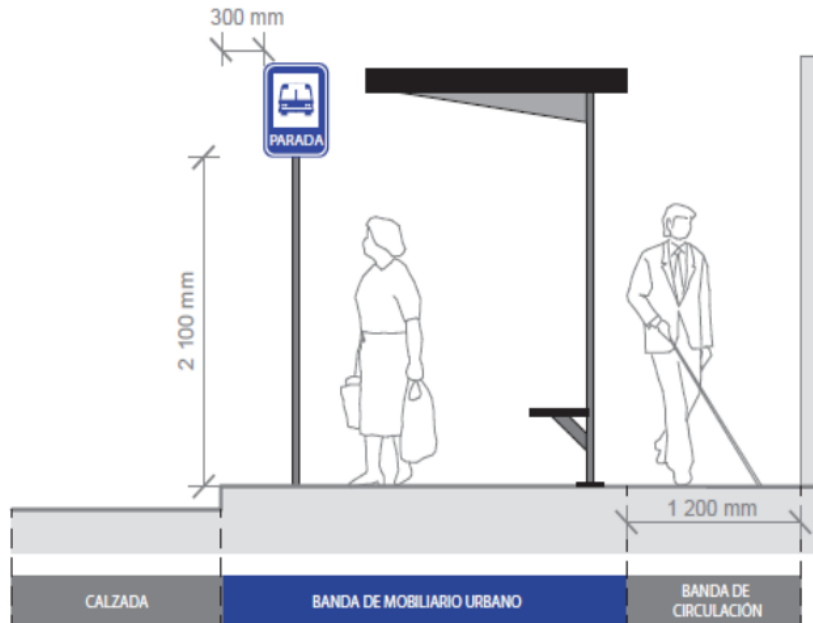 300 mm
PARADA
2 100 mm
1 200 mm
CALZADA
BANDA DE MOBILIARIO URBANO
BANDA DE
CIRCULACIÓN